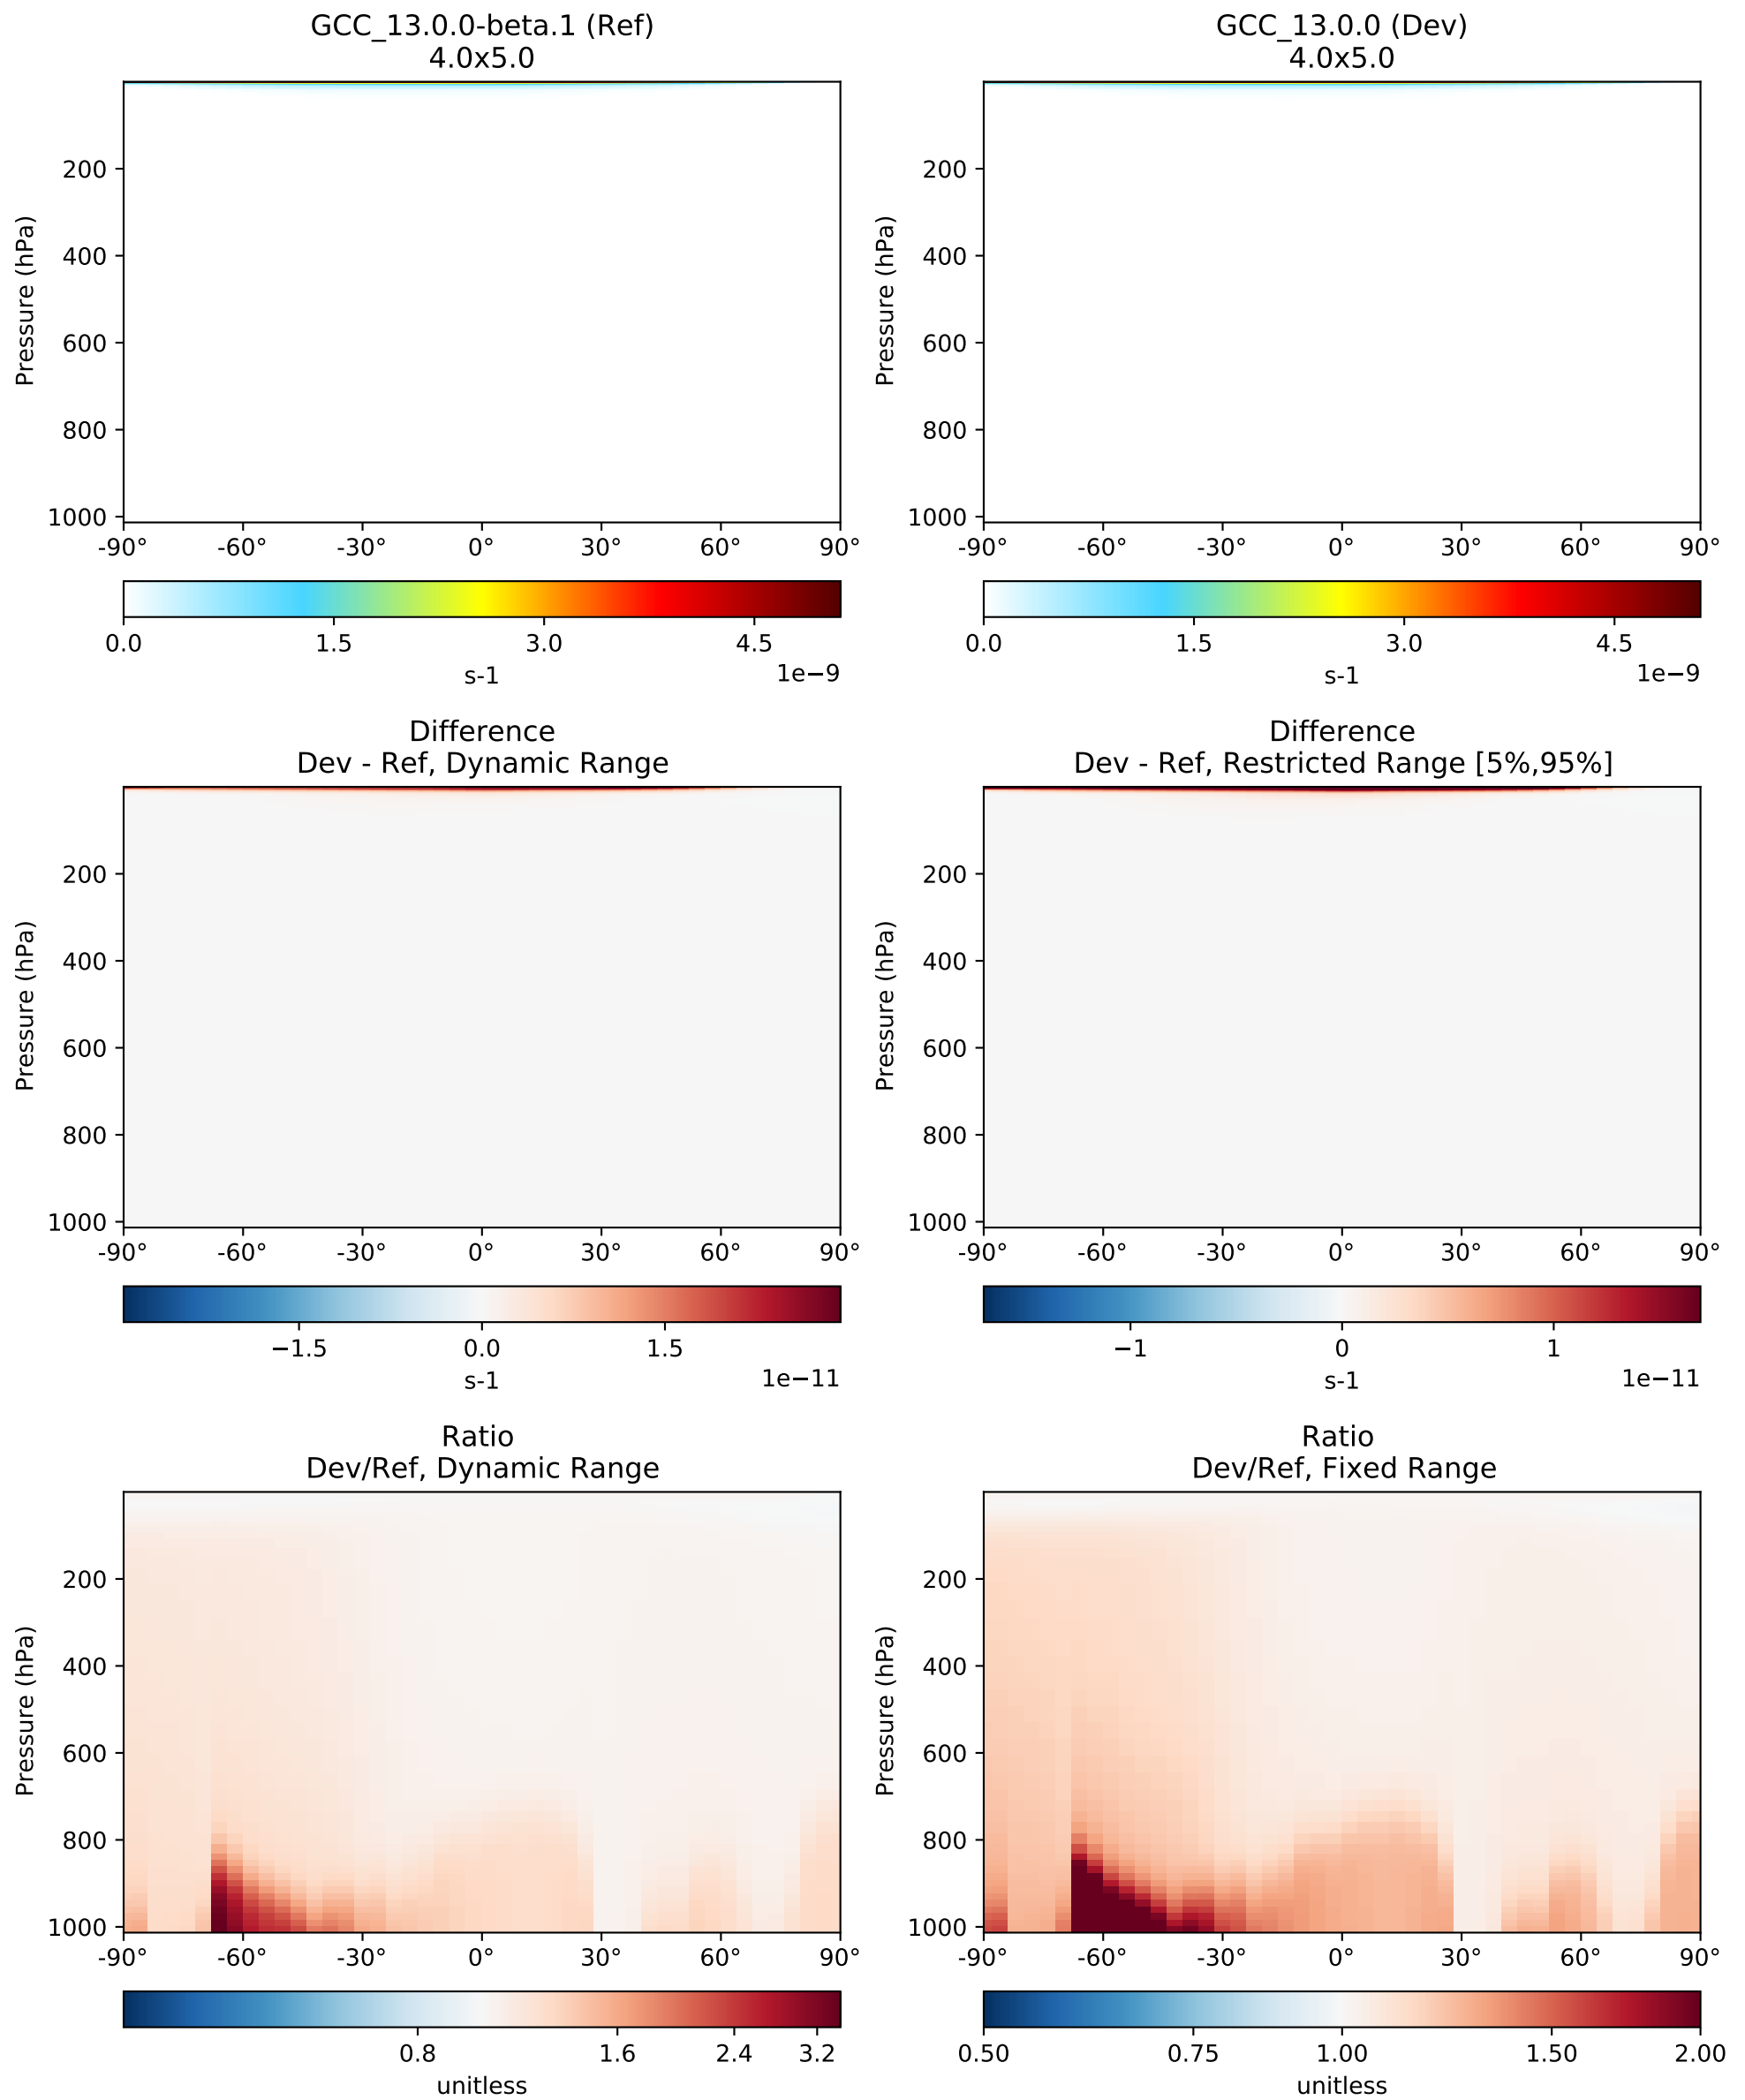 GCC_13.0.0-beta.1 (Ref)
4.0x5.0
Pressure (hPa)
200
400
600
800
1000
-90° -60° -30° 0° 30° 60° 90°
0.0 1.5 3.0 4.5
s-1 1e−9
GCC_13.0.0 (Dev)
4.0x5.0
Pressure (hPa)
200
400
600
800
1000
-90° -60° -30° 0° 30° 60° 90°
0.0 1.5 3.0 4.5
s-1 1e−9
Difference
Dev - Ref, Dynamic Range
Pressure (hPa)
200
400
600
800
1000
-90° -60° -30° 0° 30° 60° 90°
−1.5 0.0 1.5
s-1 1e−11
Difference
Dev - Ref, Restricted Range [5%,95%]
Pressure (hPa)
200
400
600
800
1000
-90° -60° -30° 0° 30° 60° 90°
−1 0 1
s-1 1e−11
Ratio
Dev/Ref, Dynamic Range
Pressure (hPa)
200
400
600
800
1000
-90° -60° -30° 0° 30° 60° 90°
0.8 1.6 2.4 3.2
unitless
Ratio
Dev/Ref, Fixed Range
Pressure (hPa)
200
400
600
800
1000
-90° -60° -30° 0° 30° 60° 90°
0.50 0.75 1.00 1.50 2.00
unitless